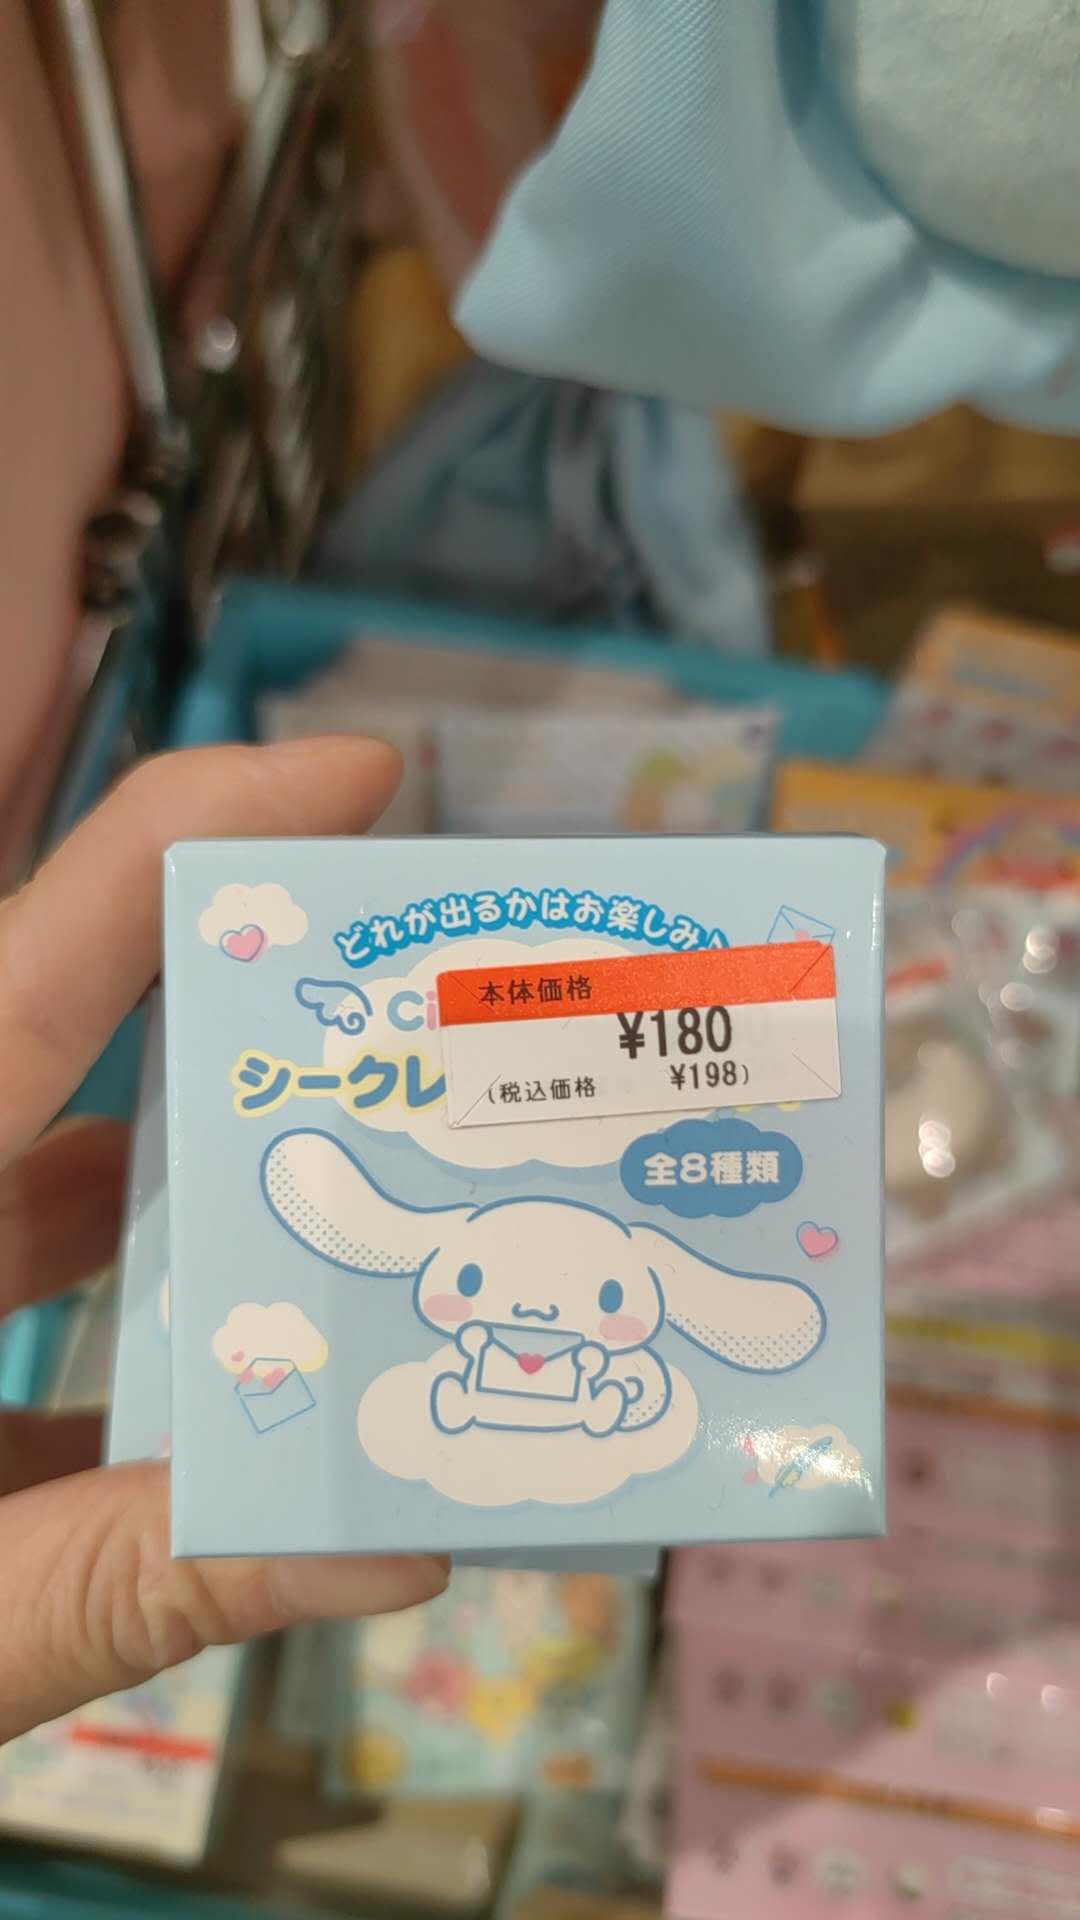 どれが出るかはお楽しみ♪
Ci
シークレ
本体価格
¥180
(税込価格 ¥198)
全8種類